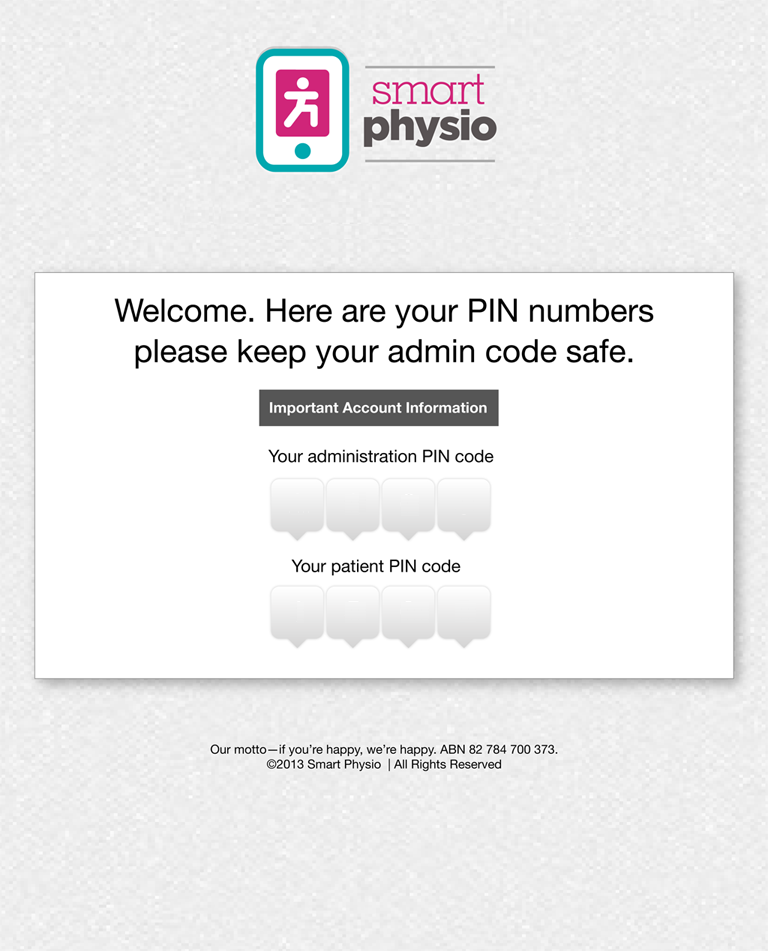 smart
physio
Welcome. Here are your PIN numbers
please keep your admin code safe.
Important Account Information
Your administration PIN code
Your patient PIN code
Our motto—if you’re happy, we’re happy. ABN 82 784 700 373.
©2013 Smart Physio | All Rights Reserved